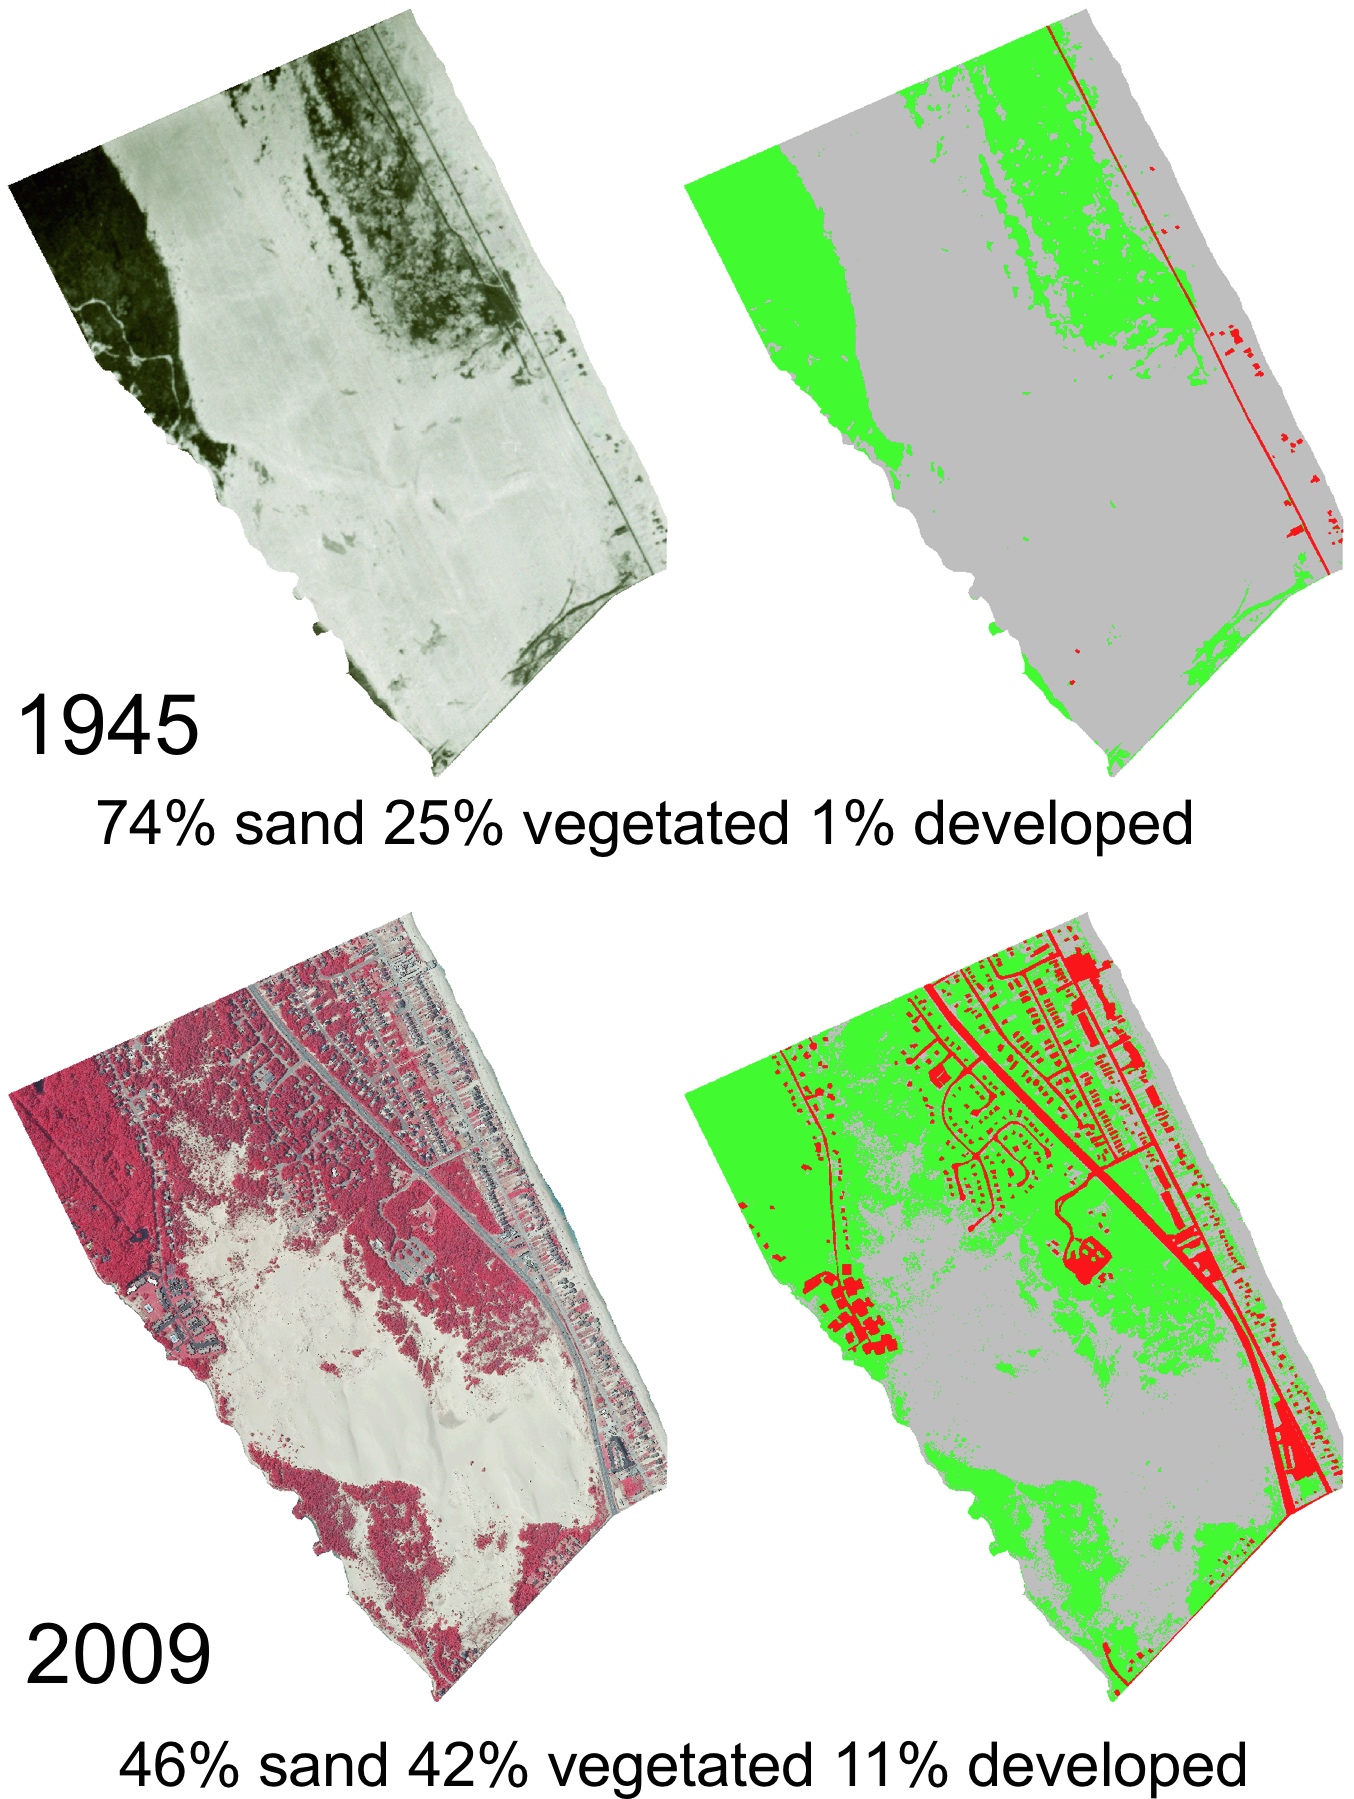 1945
74% sand 25% vegetated 1% developed
2009
46% sand 42% vegetated 11% developed